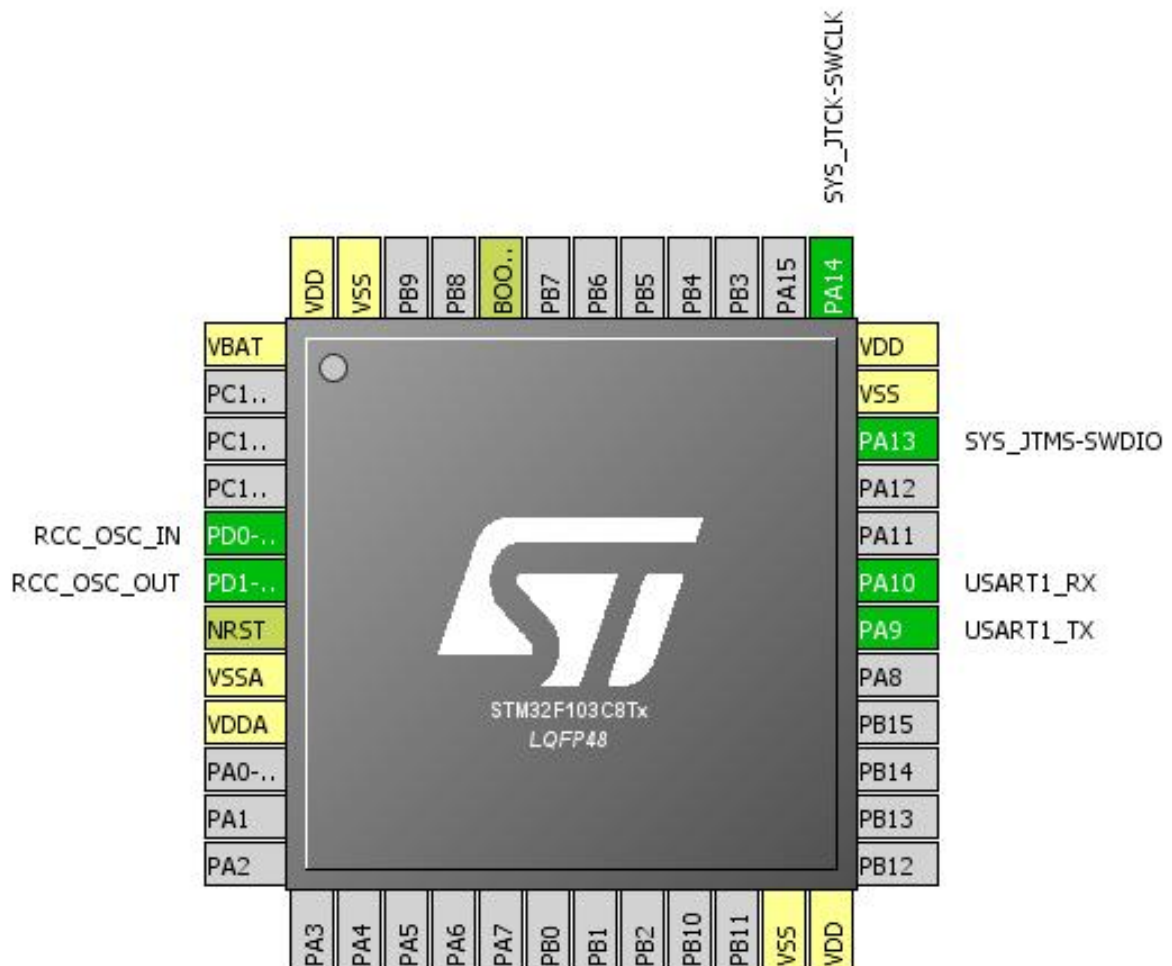 SYS_JTCK-SWCLK
VDD
VSS
PB9
PB8
BOO..
PB7
PB6
PB5
PB4
PB3
PA15
PA14
VBAT
PC1..
PC1..
PC1..
RCC_OSC_IN PD0-..
RCC_OSC_OUT PD1-..
NRST
VSSA
VDDA
PA0-..
PA1
PA2
VDD
VSS
PA13 SYS_JTMS-SWDIO
PA12
PA11
PA10 USART1_RX
PA9 USART1_TX
PA8
PB15
PB14
PB13
PB12
ST
STM32F103C8Tx
LQFP48
PA3
PA4
PA5
PA6
PA7
PB0
PB1
PB2
PB10
PB11
VSS
VDD